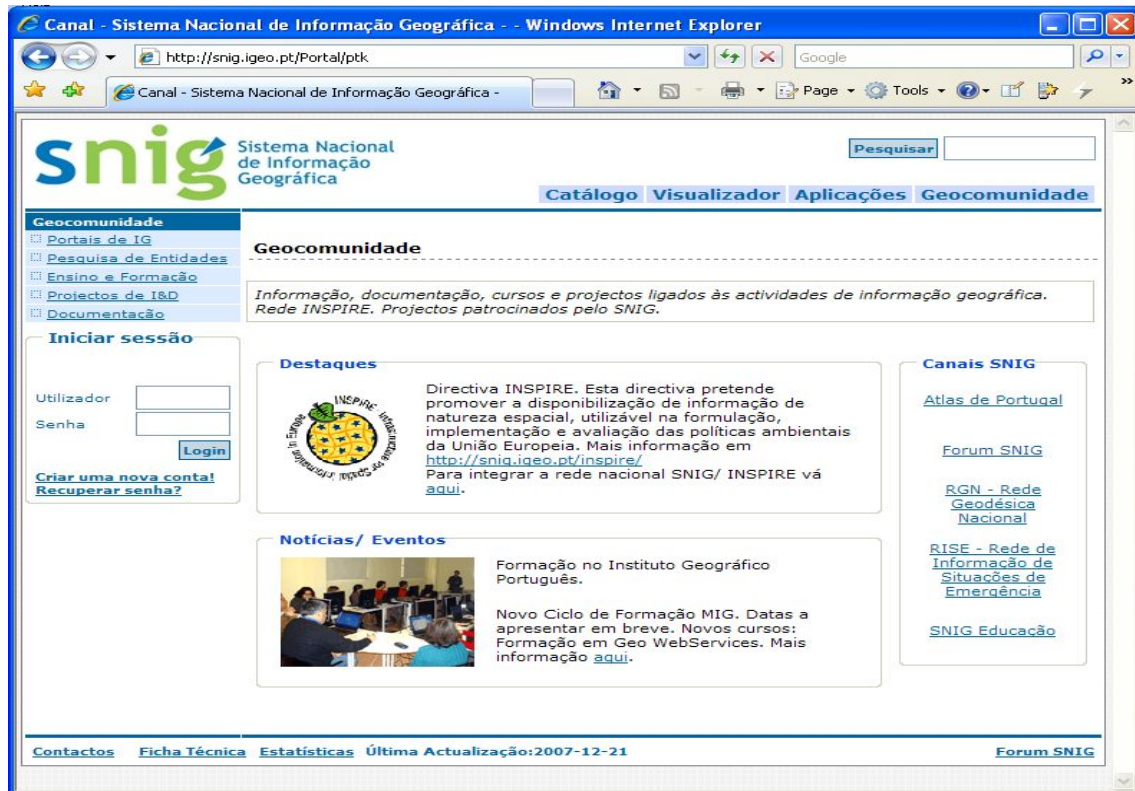 Canal - Sistema Nacional de Informação Geográfica - - Windows Internet Explorer
http://snig.igeo.pt/Portal/ptk
Google
Canal - Sistema Nacional de Informação Geográfica -
Page
Tools
snig
Sistema Nacional
de Informação
Geográfica
Pesquisar
Catálogo Visualizador Aplicações Geocomunidade
Geocomunidade
Portais de IG
Pesquisa de Entidades
Ensino e Formação
Projectos de I&D
Documentação
Iniciar sessão
Utilizador
Senha
Login
Criar uma nova conta!
Recuperar senha?
Geocomunidade
Informação, documentação, cursos e projectos ligados às actividades de informação geográfica.
Rede INSPIRE. Projectos patrocinados pelo SNIG.
Destaques
INSPIRE - Infrastructure for Spatial Information in Europe
Directiva INSPIRE. Esta directiva pretende
promover a disponibilização de informação de
natureza espacial, utilizável na formulação,
implementação e avaliação das políticas ambientais
da União Europeia. Mais informação em
http://snig.igeo.pt/inspire/
Para integrar a rede nacional SNIG/ INSPIRE vá
aqui.
Notícias/ Eventos
Formação no Instituto Geográfico
Português.
Novo Ciclo de Formação MIG. Datas a
apresentar em breve. Novos cursos:
Formação em Geo WebServices. Mais
informação aqui.
Canais SNIG
Atlas de Portugal
Forum SNIG
RGN - Rede
Geodésica
Nacional
RISE - Rede de
Informação de
Situações de
Emergência
SNIG Educação
Contactos Ficha Técnica Estatísticas Última Actualização:2007-12-21 Forum SNIG